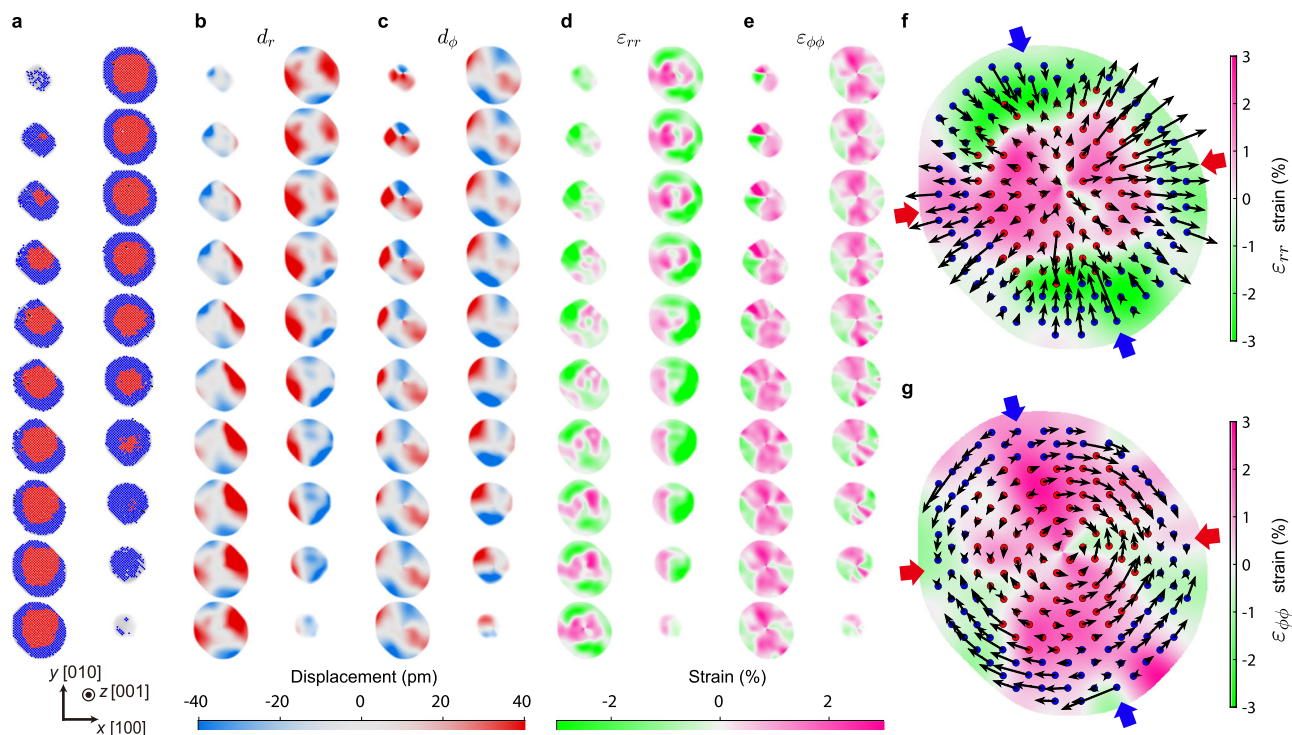 a b c d e f
d_r d_ϕ ε_rr ε_ϕϕ
3
2
1
0
-1
-2
-3
ε_rr strain (%)
g
3
2
1
0
-1
-2
-3
ε_ϕϕ strain (%)
y [010]
z [001]
x [100]
Displacement (pm)
-40 -20 0 20 40
Strain (%)
-2 0 2